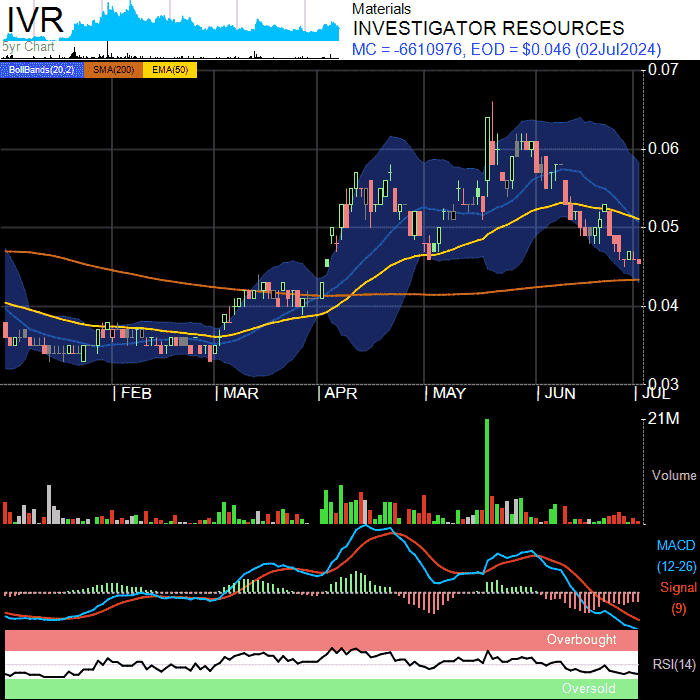 IVR
5yr Chart
Materials
INVESTIGATOR RESOURCES
MC = -6610976, EOD = $0.046 (02Jul2024)
BollBands(20,2) SMA(200) EMA(50)
0.07
0.06
0.05
0.04
0.03
FEB MAR APR MAY JUN JUL
21M
Volume
MACD
(12-26)
Signal
(9)
Overbought
RSI(14)
Oversold